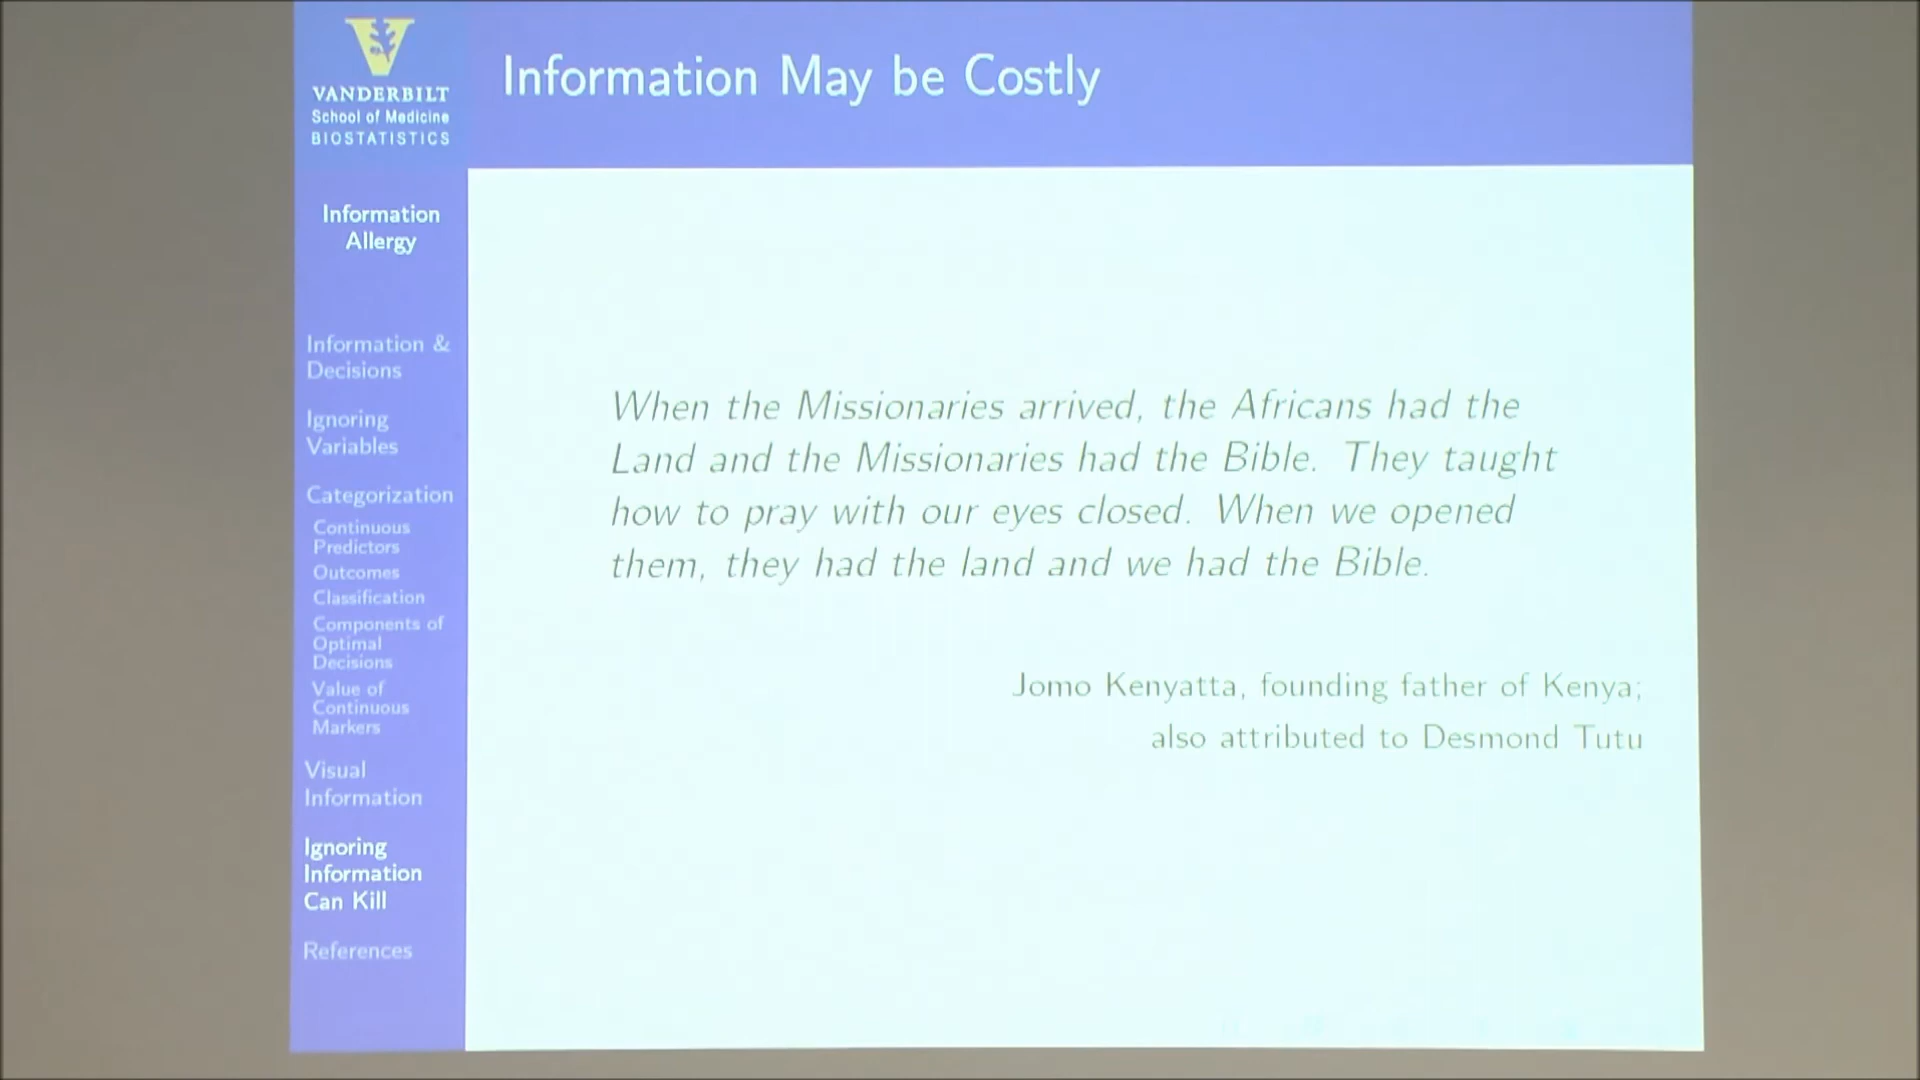 VANDERBILT
School of Medicine
BIOSTATISTICS
Information May be Costly
Information
Allergy
Information &
Decisions
Ignoring
Variables
Categorization
Continuous
Predictors
Outcomes
Classification
Components of
Optimal
Decisions
Value of
Continuous
Markers
Visual
Information
Ignoring
Information
Can Kill
References
When the Missionaries arrived, the Africans had the
Land and the Missionaries had the Bible. They taught
how to pray with our eyes closed. When we opened
them, they had the land and we had the Bible.
Jomo Kenyatta, founding father of Kenya;
also attributed to Desmond Tutu